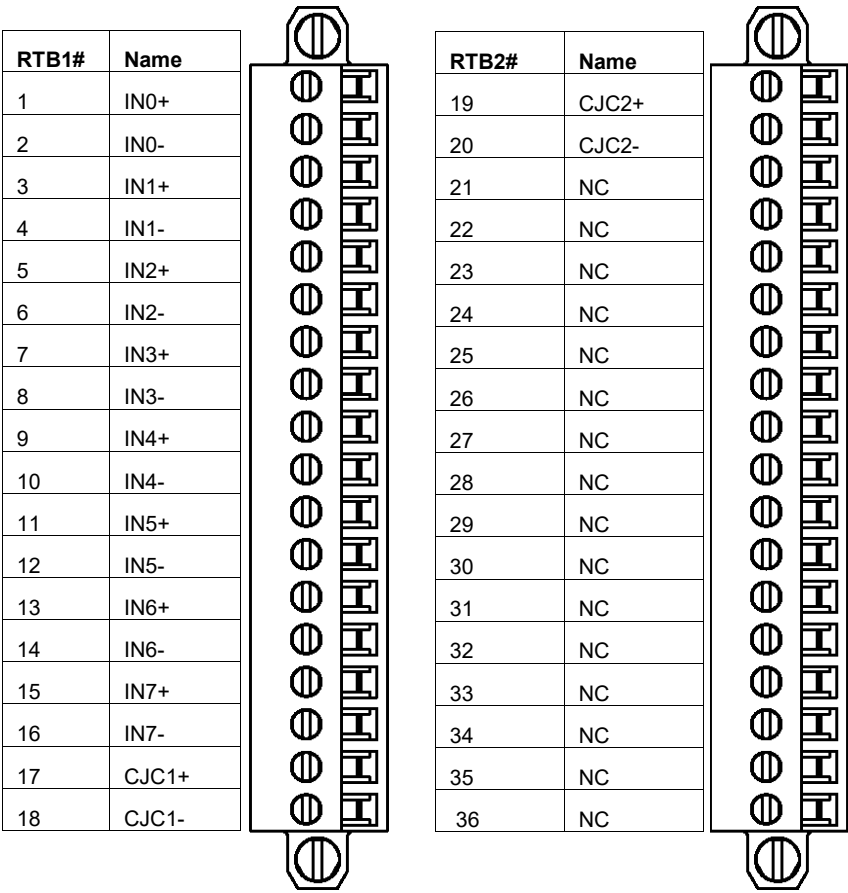 RTB1# Name
1 IN0+
2 IN0-
3 IN1+
4 IN1-
5 IN2+
6 IN2-
7 IN3+
8 IN3-
9 IN4+
10 IN4-
11 IN5+
12 IN5-
13 IN6+
14 IN6-
15 IN7+
16 IN7-
17 CJC1+
18 CJC1-
RTB2# Name
19 CJC2+
20 CJC2-
21 NC
22 NC
23 NC
24 NC
25 NC
26 NC
27 NC
28 NC
29 NC
30 NC
31 NC
32 NC
33 NC
34 NC
35 NC
36 NC